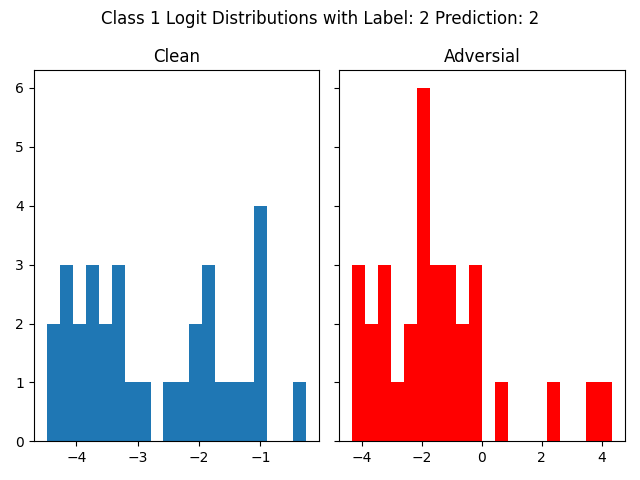 Class 1 Logit Distributions with Label: 2 Prediction: 2
Clean
Adversial
6
5
4
3
2
1
0
−4 −3 −2 −1
−4 −2 0 2 4